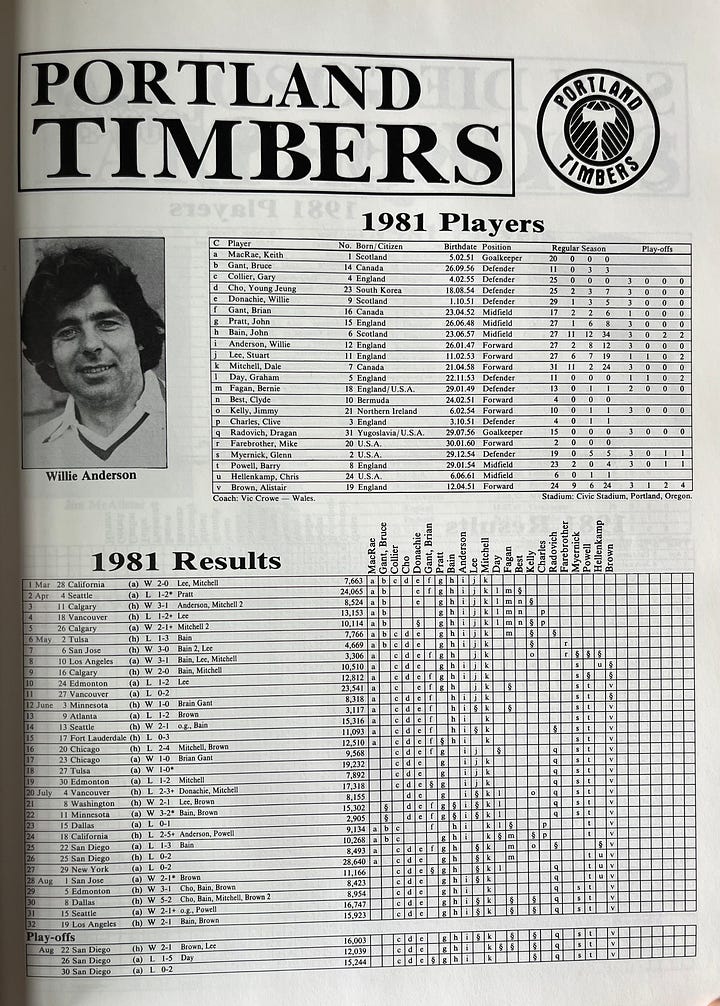 PORTLAND
TIMBERS
PORTLAND
TIMBERS
1981 Players
C Player No. Born/Citizen Birthdate Position Regular Season Play-offs
a MacRae, Keith 1 Scotland 5.02.51 Goalkeeper 20 0 0 0
b Gant, Bruce 14 Canada 26.09.56 Defender 11 0 3 3
c Collier, Gary 4 England 4.02.55 Defender 25 0 0 0 3 0 0 0
d Cho, Young Jeung 23 South Korea 18.08.54 Defender 25 2 3 7 3 0 0 0
e Donachie, Willie 9 Scotland 1.10.51 Defender 29 1 3 5 3 0 0 0
f Gant, Brian 16 Canada 23.04.52 Midfield 17 2 2 6 1 0 0 0
g Pratt, John 15 England 26.06.48 Midfield 27 1 6 8 3 0 0 0
h Bain, John 6 Scotland 23.06.57 Midfield 27 11 12 34 3 0 2 2
i Anderson, Willie 12 England 26.01.47 Forward 27 2 8 12 3 0 0 0
j Lee, Stuart 11 England 11.02.53 Forward 27 6 7 19 1 1 0 2
k Mitchell, Dale 7 Canada 21.04.58 Forward 31 11 2 24 3 0 0 0
l Day, Graham 5 England 22.11.53 Defender 11 0 0 0 1 1 0 2
m Fagan, Bernie 18 England/U.S.A. 29.01.49 Defender 13 0 1 1 2 0 0 0
n Best, Clyde 10 Bermuda 24.02.51 Forward 4 0 0 0
o Kelly, Jimmy 21 Northern Ireland 6.02.54 Forward 10 0 1 1 3 0 0 0
p Charles, Clive 3 England 3.10.51 Defender 4 0 1 1
q Radovich, Dragan 31 Yugoslavia/U.S.A. 29.07.56 Goalkeeper 15 0 0 0 3 0 0 0
r Farebrother, Mike 20 U.S.A. 30.01.60 Forward 2 0 0 0
s Myernick, Glenn 2 U.S.A. 29.12.54 Defender 19 0 5 5 3 0 1 1
t Powell, Barry 8 England 29.01.54 Midfield 23 2 0 4 3 0 1 1
u Hellenkamp, Chris 24 U.S.A. 6.06.61 Midfield 6 0 1 1
v Brown, Alistair 19 England 12.04.51 Forward 24 9 6 24 3 1 2 4
Coach: Vic Crowe — Wales. Stadium: Civic Stadium, Portland, Oregon.
Willie Anderson
1981 Results
MacRae Gant, Bruce Collier Cho Donachie Gant, Brian Pratt Bain Anderson Lee Mitchell Day Fagan Best Kelly Charles Radovich Farebrother Myernick Powell Hellenkamp Brown
1 Mar 28 California (a) W 2-0 Lee, Mitchell 7,663 a b c d e f g h i j k
2 Apr 4 Seattle (a) L 1-2* Pratt 24,065
3 11 Calgary (h) W 3-1 Anderson, Mitchell 2 8,524
4 18 Vancouver (h) L 1-2+ Lee 13,153
5 26 Calgary (a) W 2-1+ Mitchell 2 10,114
6 May 2 Tulsa (h) L 1-3 Bain 7,766
7 6 San Jose (h) W 3-0 Bain 2, Lee 4,669
8 10 Los Angeles (a) W 3-1 Bain, Lee, Mitchell 3,306
9 16 Calgary (h) W 2-0 Bain, Mitchell 10,510
10 24 Edmonton (a) L 1-2 Lee 12,812
11 27 Vancouver (a) L 0-2 23,541
12 June 3 Minnesota (h) W 1-0 Brain Gant 8,318
13 9 Atlanta (a) L 1-2 Brown 3,117
14 13 Seattle (h) W 2-1 o.g., Bain 15,316
15 17 Fort Lauderdale (h) L 0-3 11,093
16 20 Chicago (h) L 2-4 Mitchell, Brown 12,510
17 23 Chicago (a) W 1-0 Brian Gant 9,568
18 27 Tulsa (a) W 1-0* 19,232
19 30 Edmonton (a) L 1-2 Mitchell 7,892
20 July 4 Vancouver (h) L 2-3+ Donachie, Mitchell 17,318
21 8 Washington (h) W 2-1 Lee, Brown 8,155
22 11 Minnesota (a) W 3-2* Bain, Brown 15,302
23 15 Dallas (a) L 0-1 2,905
24 18 California (h) L 2-5+ Anderson, Powell 9,134
25 22 San Diego (a) L 1-3 Bain 10,268
26 25 San Diego (h) L 0-2 8,493
27 29 New York (a) L 0-2 28,640
28 Aug 1 San Jose (a) W 2-1* Brown 11,166
29 5 Edmonton (h) W 3-1 Cho, Bain, Brown 8,423
30 8 Dallas (h) W 5-2 Cho, Bain, Mitchell, Brown 2 8,954
31 15 Seattle (a) W 2-1+ o.g., Powell 16,747
32 19 Los Angeles (h) W 2-1 Bain, Brown 15,923
Play-offs
Aug 22 San Diego (h) W 2-1 Brown, Lee 16,003
26 San Diego (a) L 1-5 Day 12,039
30 San Diego (a) L 0-2 15,244